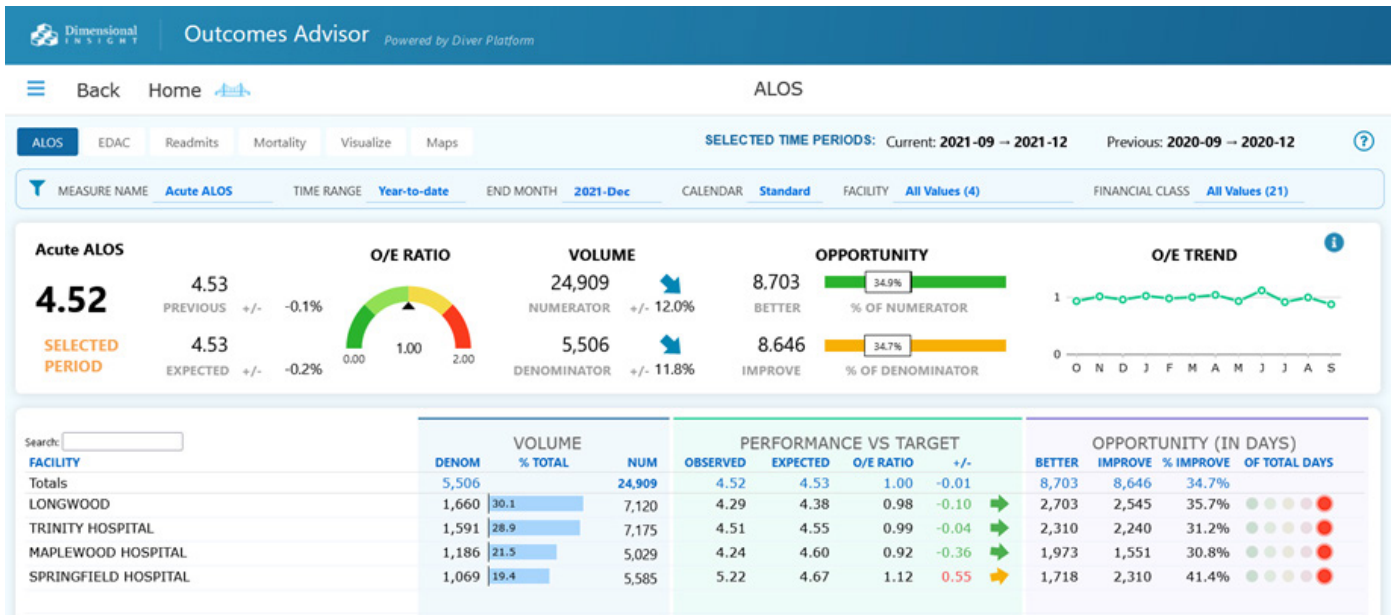 Dimensional INSIGHT Outcomes Advisor Powered by Diver Platform
Back Home ALOS
ALOS EDAC Readmits Mortality Visualize Maps SELECTED TIME PERIODS: Current: 2021-09 → 2021-12 Previous: 2020-09 → 2020-12 ?
MEASURE NAME Acute ALOS TIME RANGE Year-to-date END MONTH 2021-Dec CALENDAR Standard FACILITY All Values (4) FINANCIAL CLASS All Values (21)
Acute ALOS O/E RATIO VOLUME OPPORTUNITY O/E TREND i
4.52 4.53 24,909 8.703 34.9%
PREVIOUS +/- -0.1% NUMERATOR +/- 12.0% BETTER % OF NUMERATOR 1
SELECTED PERIOD 4.53 0.00 1.00 2.00 5,506 8.646 34.7% 0
EXPECTED +/- -0.2% DENOMINATOR +/- 11.8% IMPROVE % OF DENOMINATOR O N D J F M A M J J A S
Search: VOLUME PERFORMANCE VS TARGET OPPORTUNITY (IN DAYS)
FACILITY DENOM % TOTAL NUM OBSERVED EXPECTED O/E RATIO +/- BETTER IMPROVE % IMPROVE OF TOTAL DAYS
Totals 5,506 24,909 4.52 4.53 1.00 -0.01 8,703 8,646 34.7%
LONGWOOD 1,660 30.1 7,120 4.29 4.38 0.98 -0.10 2,703 2,545 35.7%
TRINITY HOSPITAL 1,591 28.9 7,175 4.51 4.55 0.99 -0.04 2,310 2,240 31.2%
MAPLEWOOD HOSPITAL 1,186 21.5 5,029 4.24 4.60 0.92 -0.36 1,973 1,551 30.8%
SPRINGFIELD HOSPITAL 1,069 19.4 5,585 5.22 4.67 1.12 0.55 1,718 2,310 41.4%